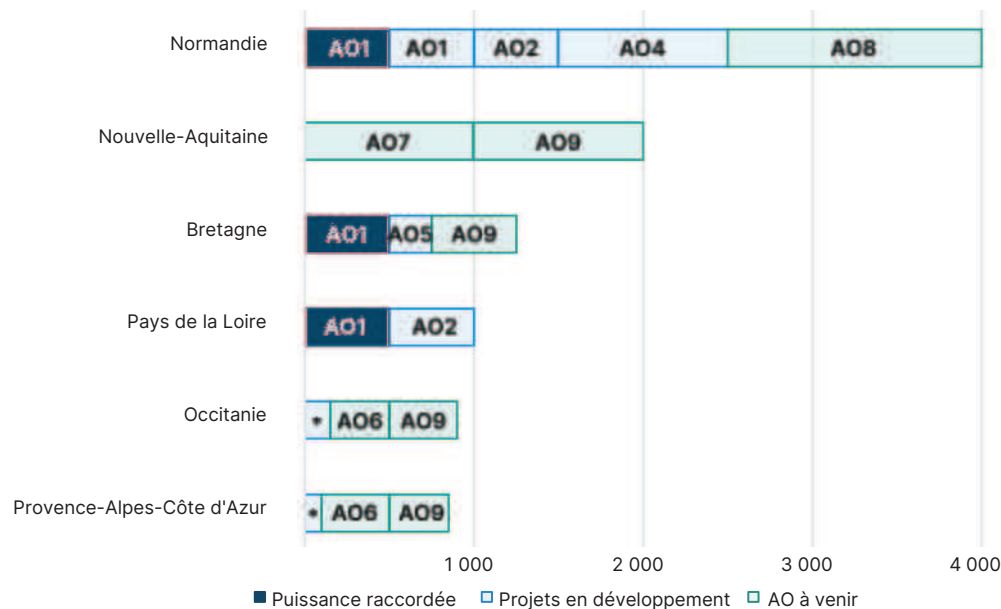 Normandie AO1 AO1 AO2 AO4 AO8
Nouvelle-Aquitaine AO7 AO9
Bretagne AO1 AO5 AO9
Pays de la Loire AO1 AO2
Occitanie * AO6 AO9
Provence-Alpes-Côte d'Azur * AO6 AO9
1 000 2 000 3 000 4 000
Puissance raccordée Projets en développement AO à venir